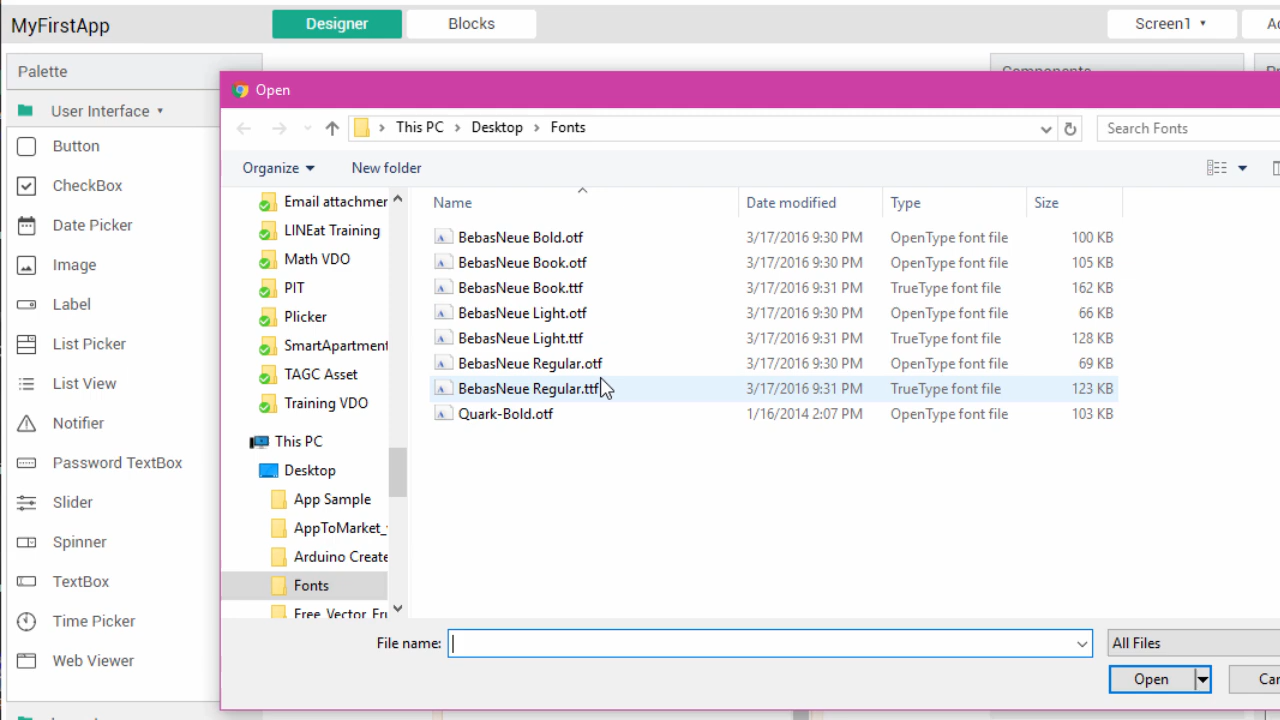 MyFirstApp
Designer
Blocks
Screen1
Palette
User Interface
Button
CheckBox
Date Picker
Image
Label
List Picker
List View
Notifier
Password TextBox
Slider
Spinner
TextBox
Time Picker
Web Viewer
Components
Open
This PC > Desktop > Fonts
Search Fonts
Organize
New folder
Email attachmen
LINEat Training
Math VDO
PIT
Plicker
SmartApartment
TAGC Asset
Training VDO
This PC
Desktop
App Sample
AppToMarket_
Arduino Create
Fonts
Free_Vector_Fr
Name Date modified Type Size
BebasNeue Bold.otf 3/17/2016 9:30 PM OpenType font file 100 KB
BebasNeue Book.otf 3/17/2016 9:30 PM OpenType font file 105 KB
BebasNeue Book.ttf 3/17/2016 9:31 PM TrueType font file 162 KB
BebasNeue Light.otf 3/17/2016 9:30 PM OpenType font file 66 KB
BebasNeue Light.ttf 3/17/2016 9:31 PM TrueType font file 128 KB
BebasNeue Regular.otf 3/17/2016 9:30 PM OpenType font file 69 KB
BebasNeue Regular.ttf 3/17/2016 9:31 PM TrueType font file 123 KB
Quark-Bold.otf 1/16/2014 2:07 PM OpenType font file 103 KB
File name:
All Files
Open
Can